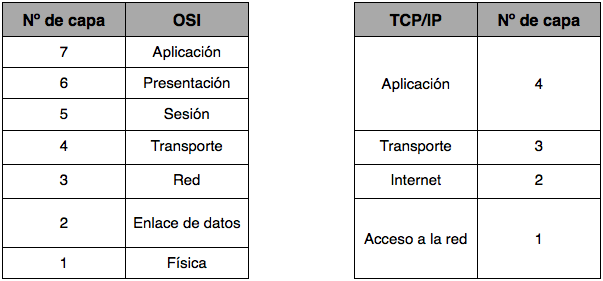 Nº de capa OSI
7 Aplicación
6 Presentación
5 Sesión
4 Transporte
3 Red
2 Enlace de datos
1 Física
TCP/IP Nº de capa
Aplicación 4
Transporte 3
Internet 2
Acceso a la red 1